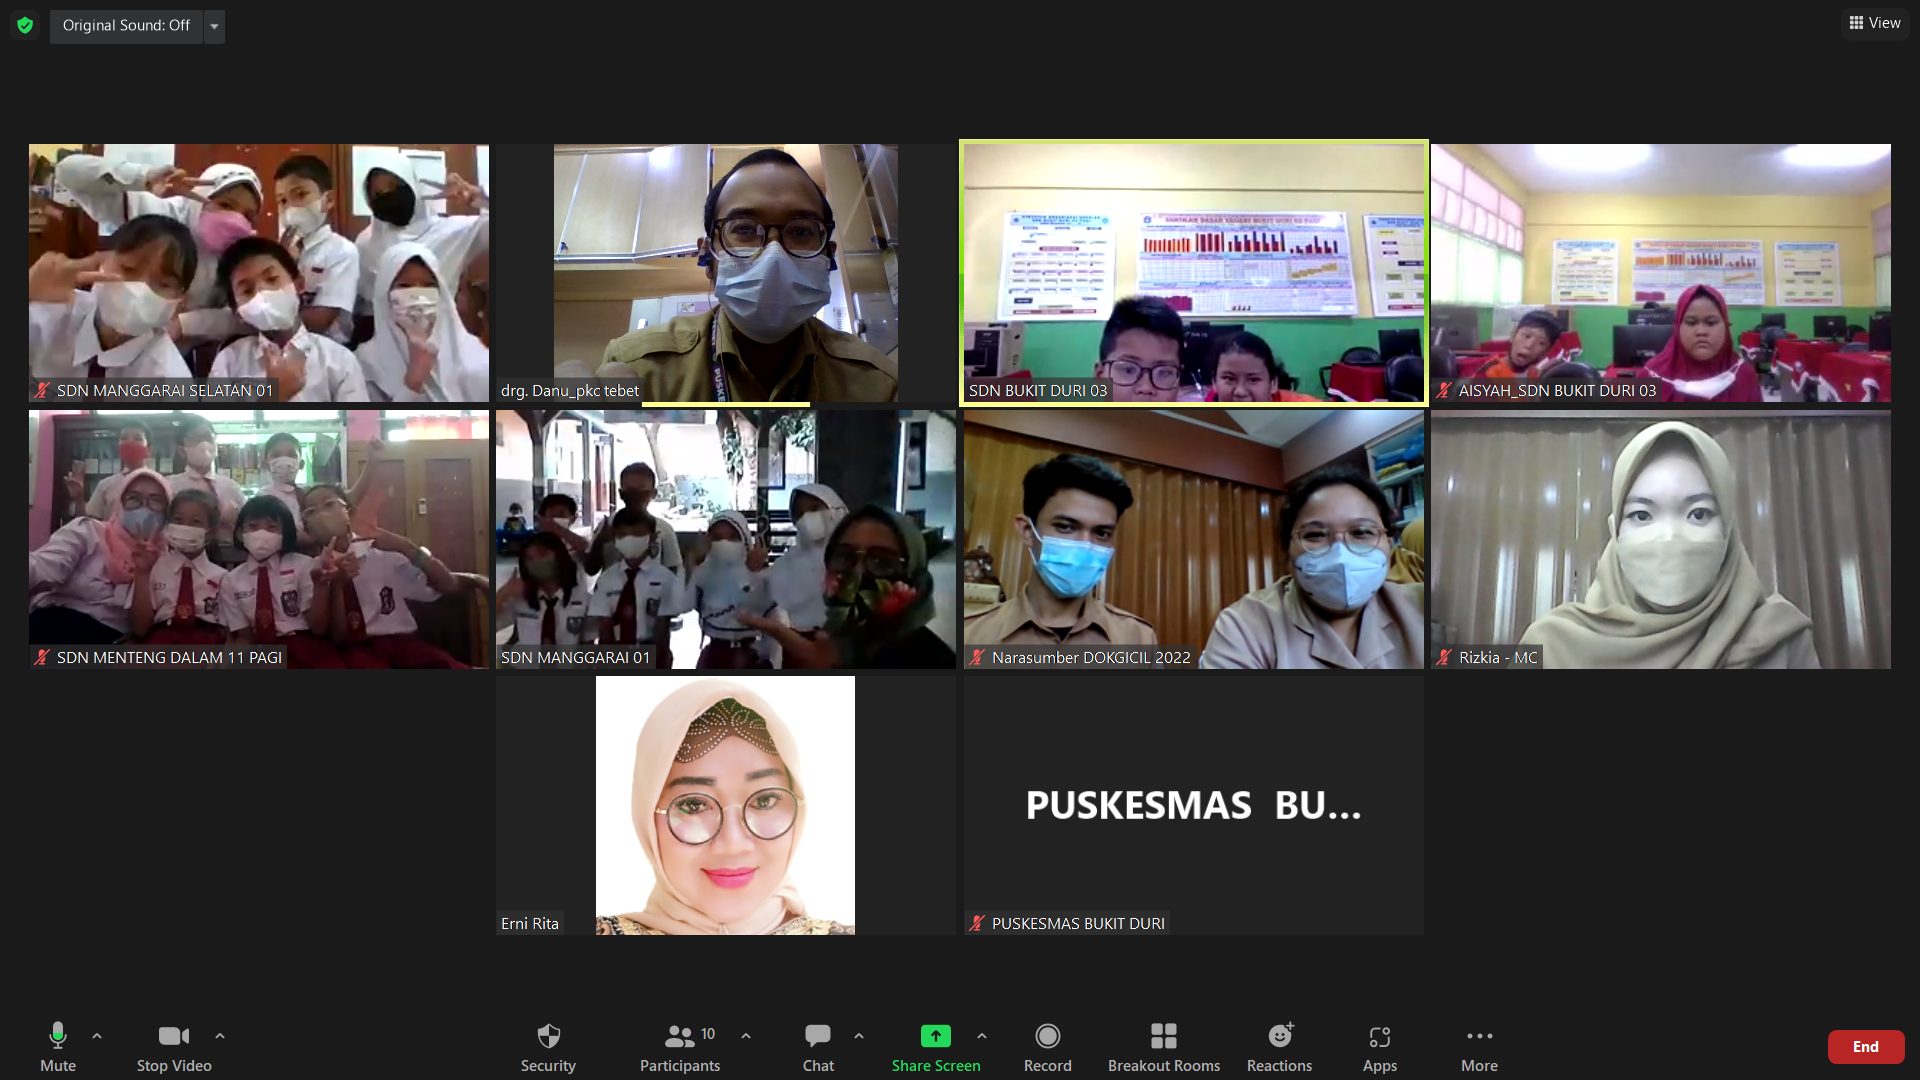 Original Sound: Off
View
SDN MANGGARAI SELATAN 01
drg. Danu_pkc tebet
SDN BUKIT DURI 03
AISYAH_SDN BUKIT DURI 03
SDN MENTENG DALAM 11 PAGI
SDN MANGGARAI 01
Narasumber DOKGICIL 2022
Rizkia - MC
Erni Rita
PUSKESMAS BU...
PUSKESMAS BUKIT DURI
Mute
Stop Video
Security
Participants 10
Chat
Share Screen
Record
Breakout Rooms
Reactions
Apps
More
End